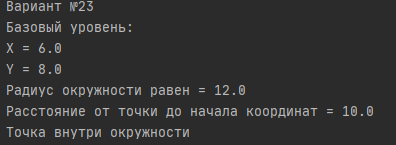 Вариант №23
Базовый уровень:
X = 6.0
Y = 8.0
Радиус окружности равен = 12.0
Расстояние от точки до начала координат = 10.0
Точка внутри окружности